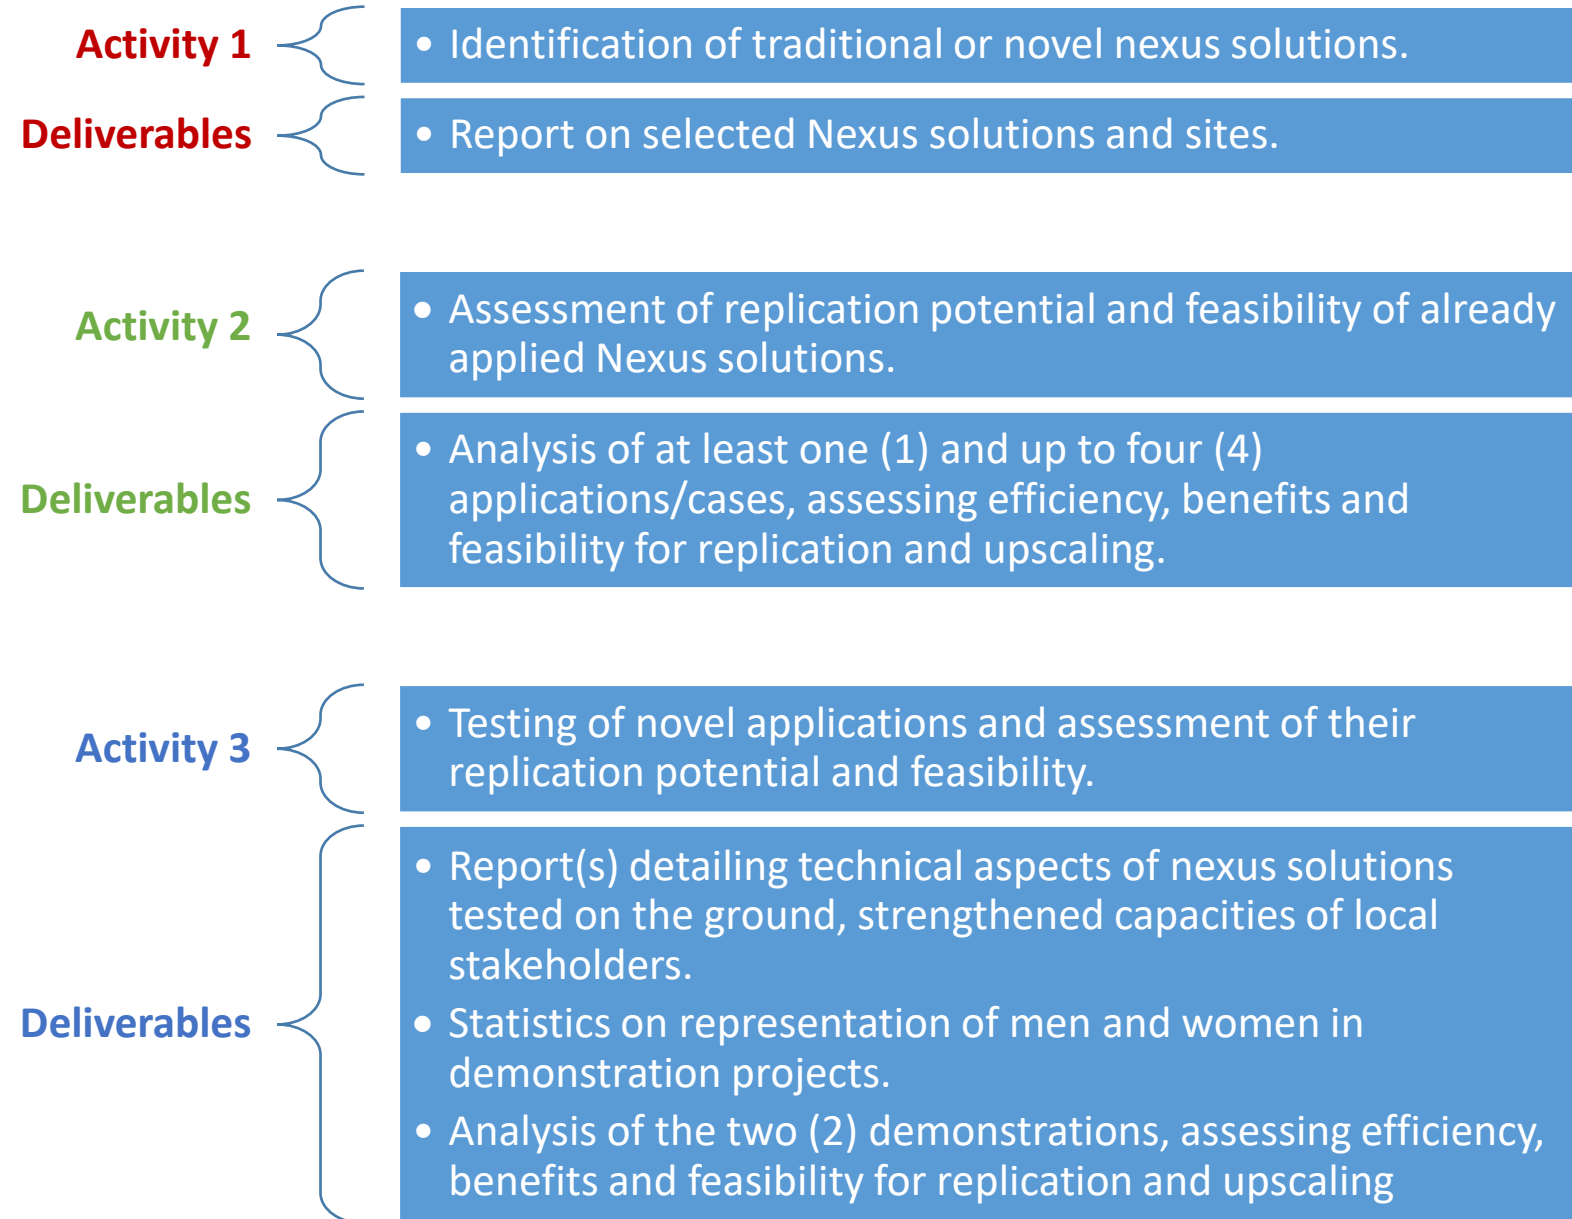 Activity 1
• Identification of traditional or novel nexus solutions.
Deliverables
• Report on selected Nexus solutions and sites.
Activity 2
• Assessment of replication potential and feasibility of already
applied Nexus solutions.
Deliverables
• Analysis of at least one (1) and up to four (4)
applications/cases, assessing efficiency, benefits and
feasibility for replication and upscaling.
Activity 3
• Testing of novel applications and assessment of their
replication potential and feasibility.
Deliverables
• Report(s) detailing technical aspects of nexus solutions
tested on the ground, strengthened capacities of local
stakeholders.
• Statistics on representation of men and women in
demonstration projects.
• Analysis of the two (2) demonstrations, assessing efficiency,
benefits and feasibility for replication and upscaling